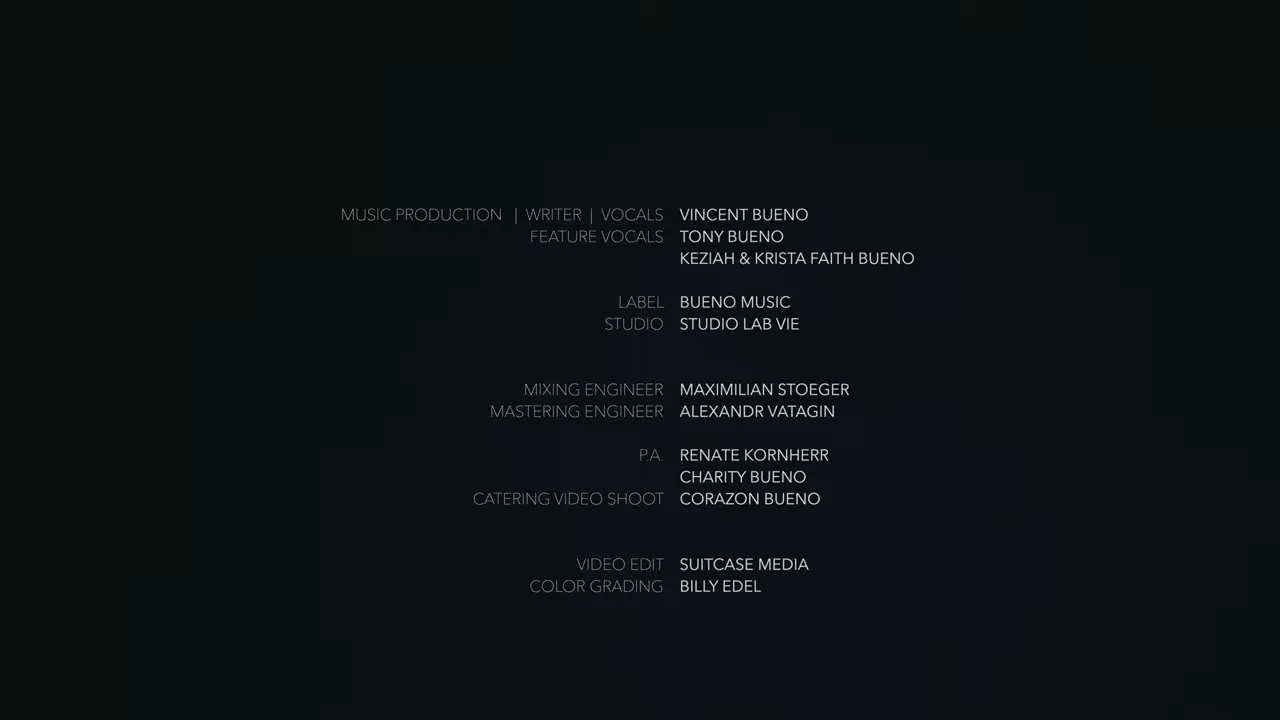 MUSIC PRODUCTION | WRITER | VOCALS VINCENT BUENO
FEATURE VOCALS TONY BUENO
KEZIAH & KRISTA FAITH BUENO
LABEL BUENO MUSIC
STUDIO STUDIO LAB VIE
MIXING ENGINEER MAXIMILIAN STOEGER
MASTERING ENGINEER ALEXANDR VATAGIN
P.A. RENATE KORNHERR
CHARITY BUENO
CATERING VIDEO SHOOT CORAZON BUENO
VIDEO EDIT SUITCASE MEDIA
COLOR GRADING BILLY EDEL